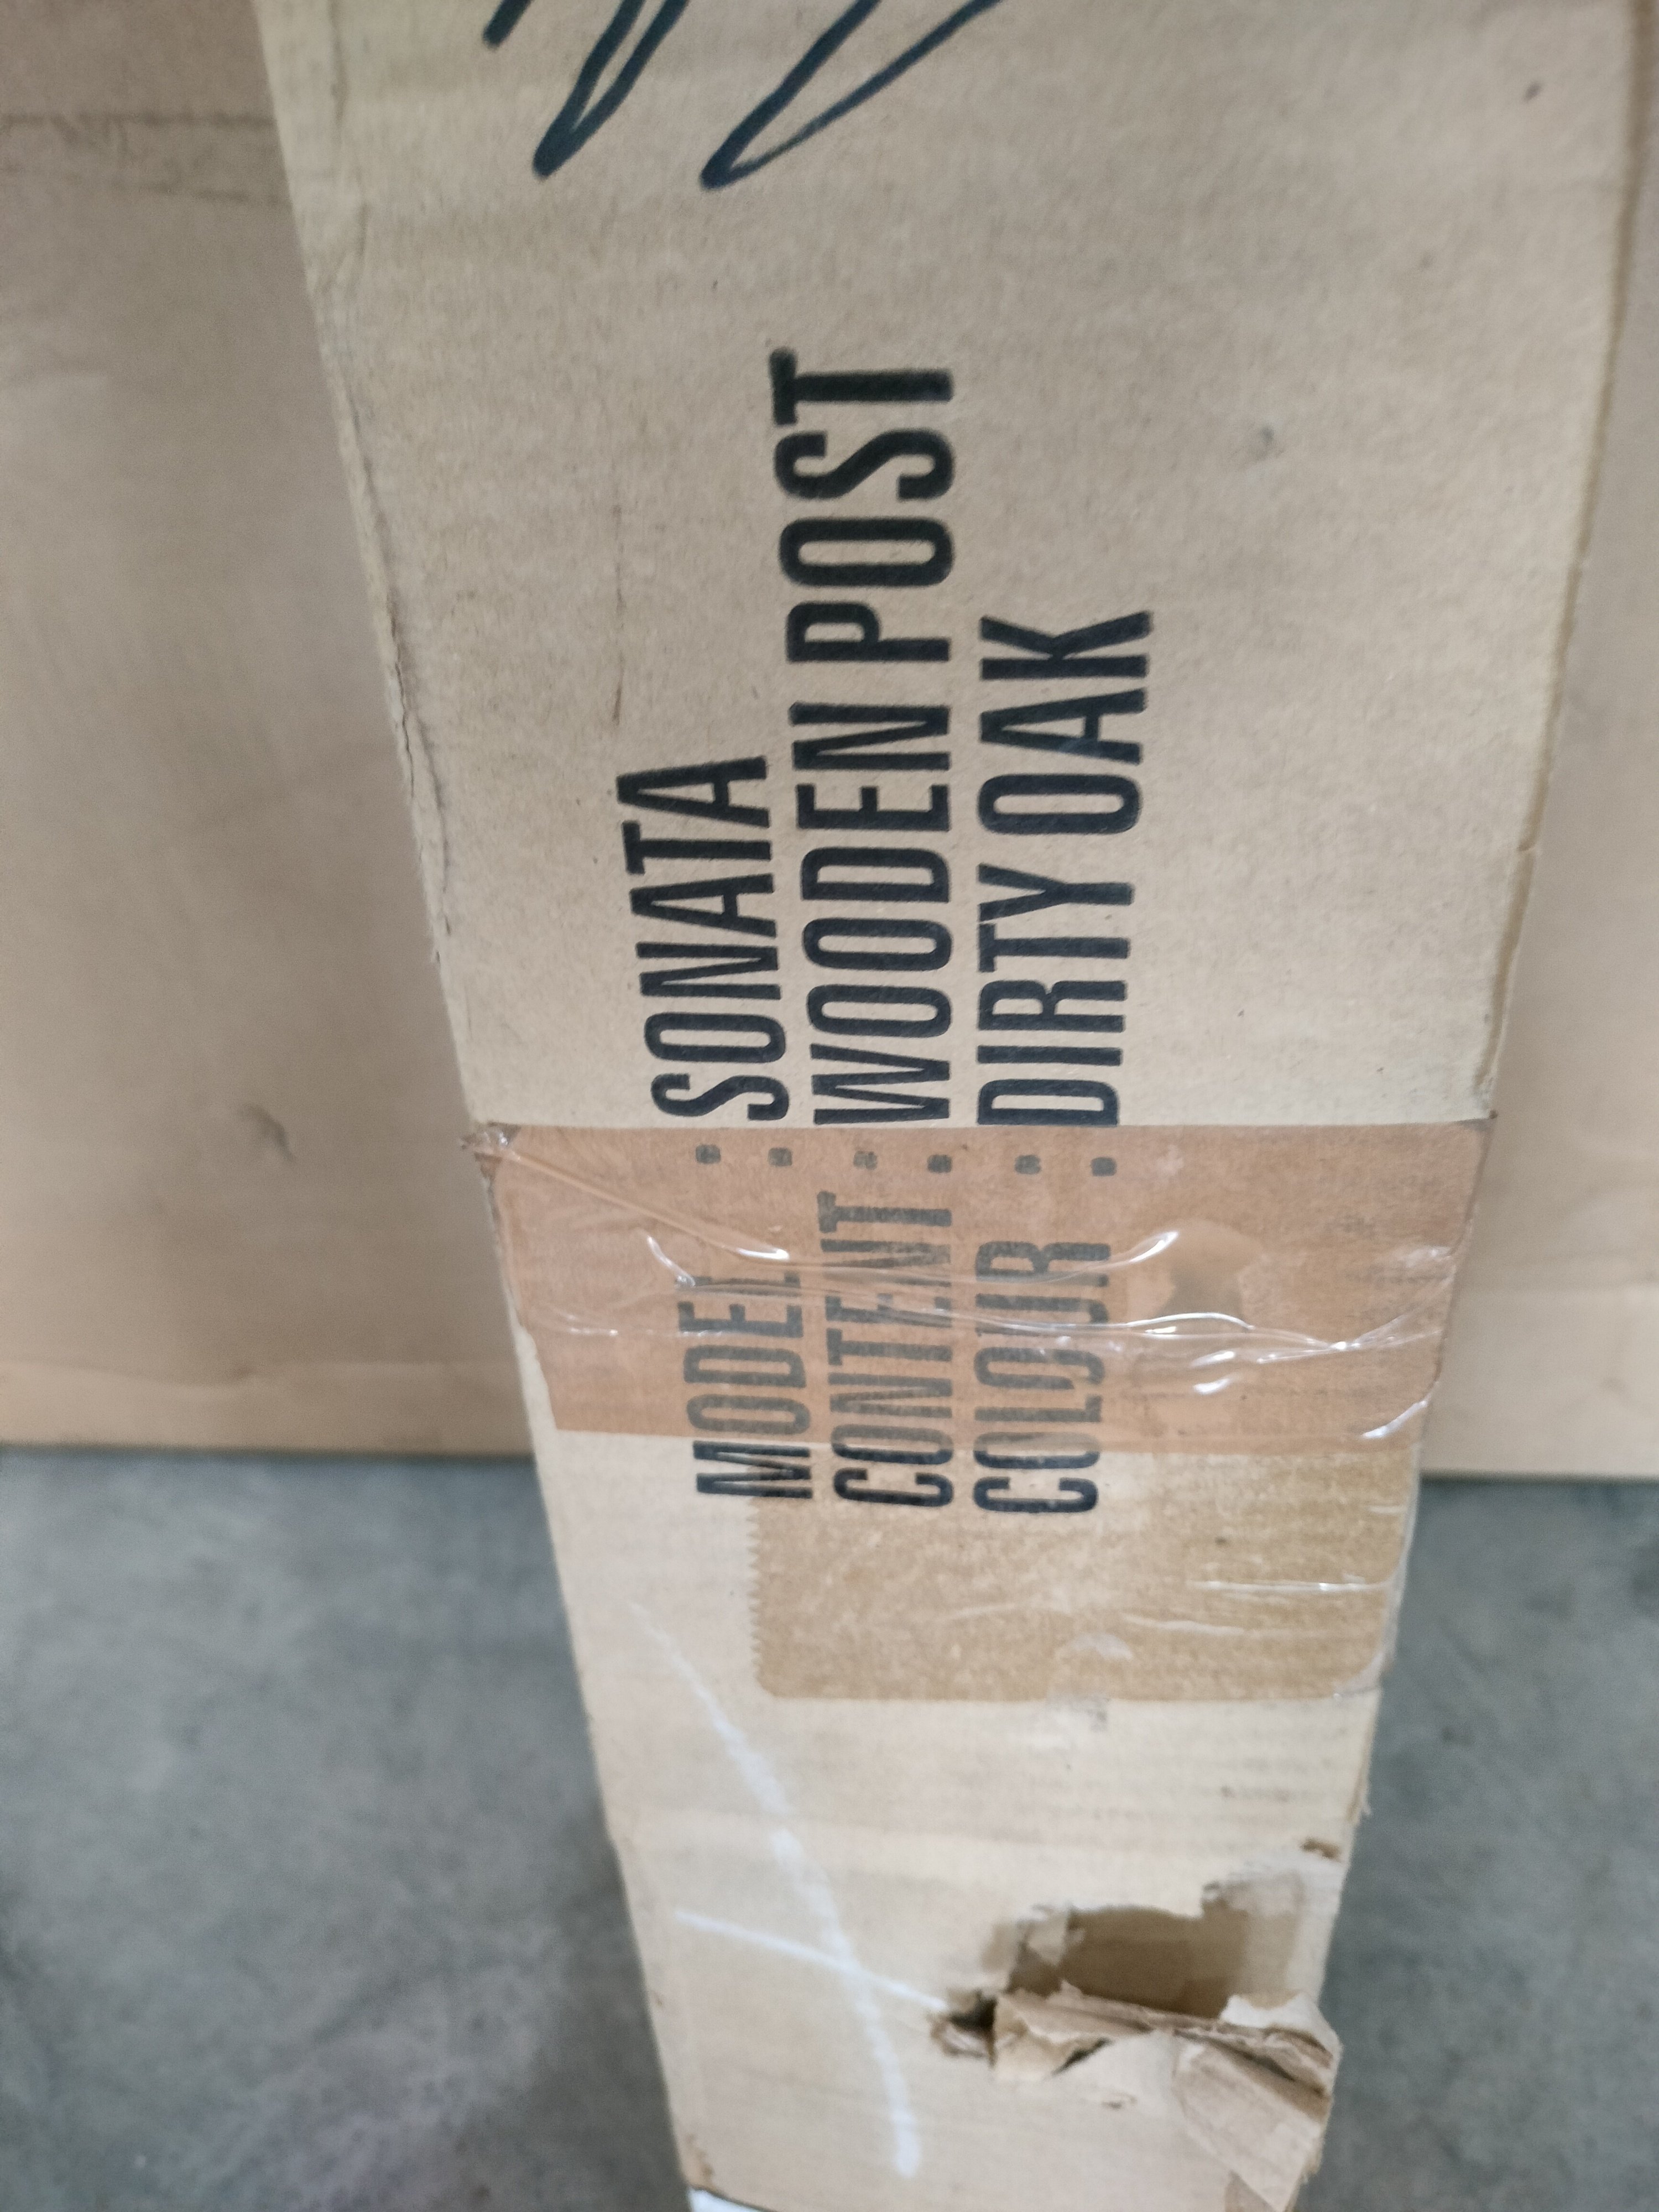 MODEL : SONATA
CONTENT : WOODEN POST
COLOUR : DIRTY OAK